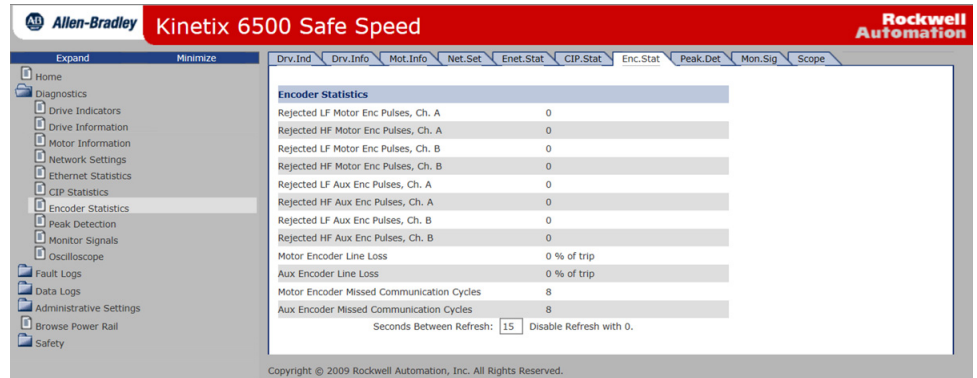 AB Allen-Bradley
Kinetix 6500 Safe Speed
Rockwell
Automation
Expand Minimize
Home
Diagnostics
Drive Indicators
Drive Information
Motor Information
Network Settings
Ethernet Statistics
CIP Statistics
Encoder Statistics
Peak Detection
Monitor Signals
Oscilloscope
Fault Logs
Data Logs
Administrative Settings
Browse Power Rail
Safety
Drv.Ind Drv.Info Mot.Info Net.Set Enet.Stat CIP.Stat Enc.Stat Peak.Det Mon.Sig Scope
Encoder Statistics
Rejected LF Motor Enc Pulses, Ch. A 0
Rejected HF Motor Enc Pulses, Ch. A 0
Rejected LF Motor Enc Pulses, Ch. B 0
Rejected HF Motor Enc Pulses, Ch. B 0
Rejected LF Aux Enc Pulses, Ch. A 0
Rejected HF Aux Enc Pulses, Ch. A 0
Rejected LF Aux Enc Pulses, Ch. B 0
Rejected HF Aux Enc Pulses, Ch. B 0
Motor Encoder Line Loss 0 % of trip
Aux Encoder Line Loss 0 % of trip
Motor Encoder Missed Communication Cycles 8
Aux Encoder Missed Communication Cycles 8
Seconds Between Refresh: 15 Disable Refresh with 0.
Copyright © 2009 Rockwell Automation, Inc. All Rights Reserved.